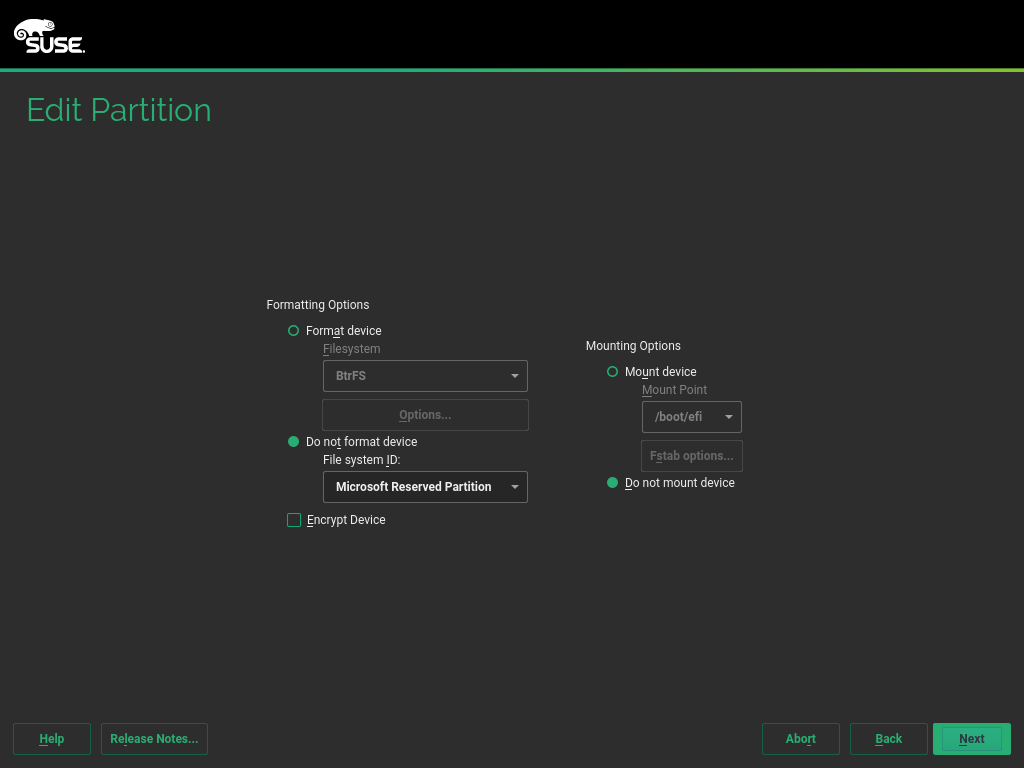 SUSE.
Edit Partition
Formatting Options
Format device
Filesystem
BtrFS
Options...
Do not format device
File system ID:
Microsoft Reserved Partition
Encrypt Device
Mounting Options
Mount device
Mount Point
/boot/efi
Fstab options...
Do not mount device
Help
Release Notes...
Abort
Back
Next